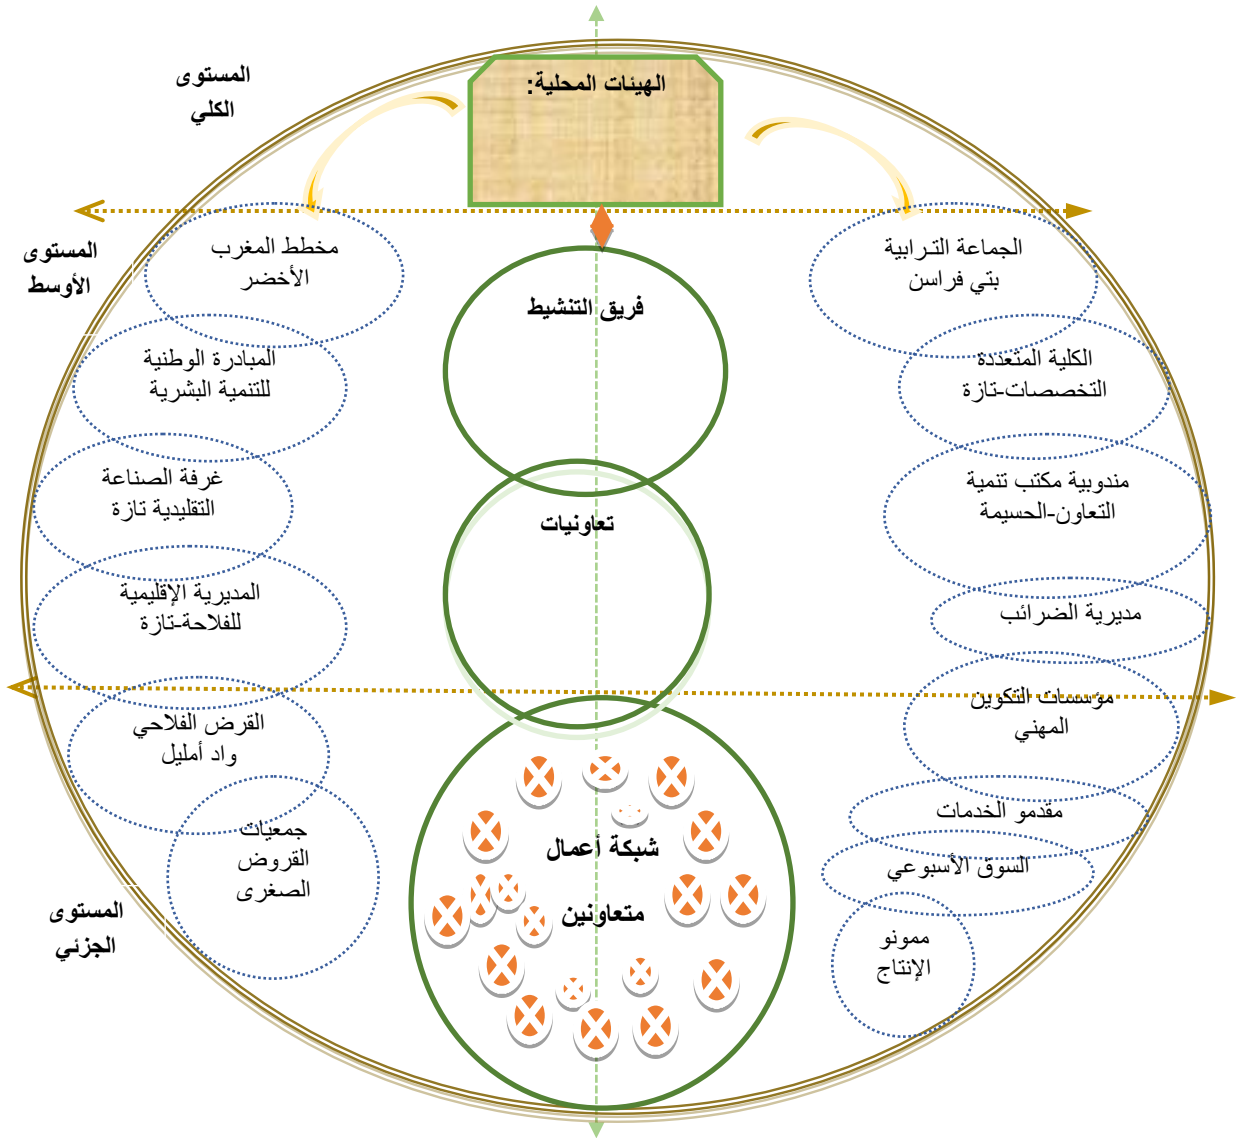 المستوى
الكلي
الهيئات المحلية:
المستوى
الأوسط
الجماعة الترابية
بتي فراسن
مخطط المغرب
الأخضر
فريق التنشيط
الكلية المتعددة
التخصصات-تازة
المبادرة الوطنية
للتنمية البشرية
مندوبية مكتب تنمية
التعاون-الحسيمة
غرفة الصناعة
التقليدية تازة
تعاونيات
مديرية الضرائب
المديرية الإقليمية
للفلاحة-تازة
مؤسسات التكوين
المهني
القرض الفلاحي
واد أمليل
مقدمو الخدمات
جمعيات
القروض
الصغرى
شبكة أعمال
متعاونين
السوق الأسبوعي
ممونو
الإنتاج
المستوى
الجزئي